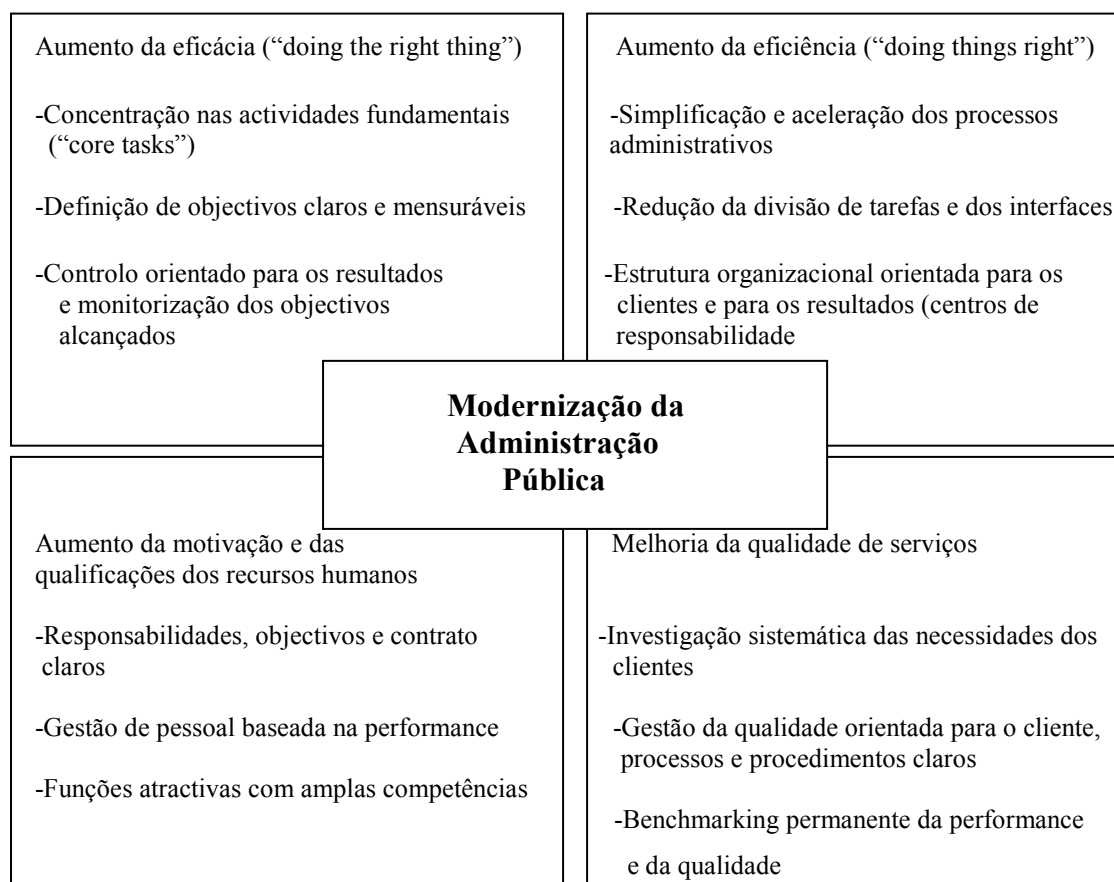 Aumento da eficácia (“doing the right thing”)
-Concentração nas actividades fundamentais
(“core tasks”)
-Definição de objectivos claros e mensuráveis
-Controlo orientado para os resultados
e monitorização dos objectivos
alcançados
Aumento da eficiência (“doing things right”)
-Simplificação e aceleração dos processos
administrativos
-Redução da divisão de tarefas e dos interfaces
-Estrutura organizacional orientada para os
clientes e para os resultados (centros de
responsabilidade
Modernização da
Administração
Pública
Aumento da motivação e das
qualificações dos recursos humanos
-Responsabilidades, objectivos e contrato
claros
-Gestão de pessoal baseada na performance
-Funções atractivas com amplas competências
Melhoria da qualidade de serviços
-Investigação sistemática das necessidades dos
clientes
-Gestão da qualidade orientada para o cliente,
processos e procedimentos claros
-Benchmarking permanente da performance
e da qualidade